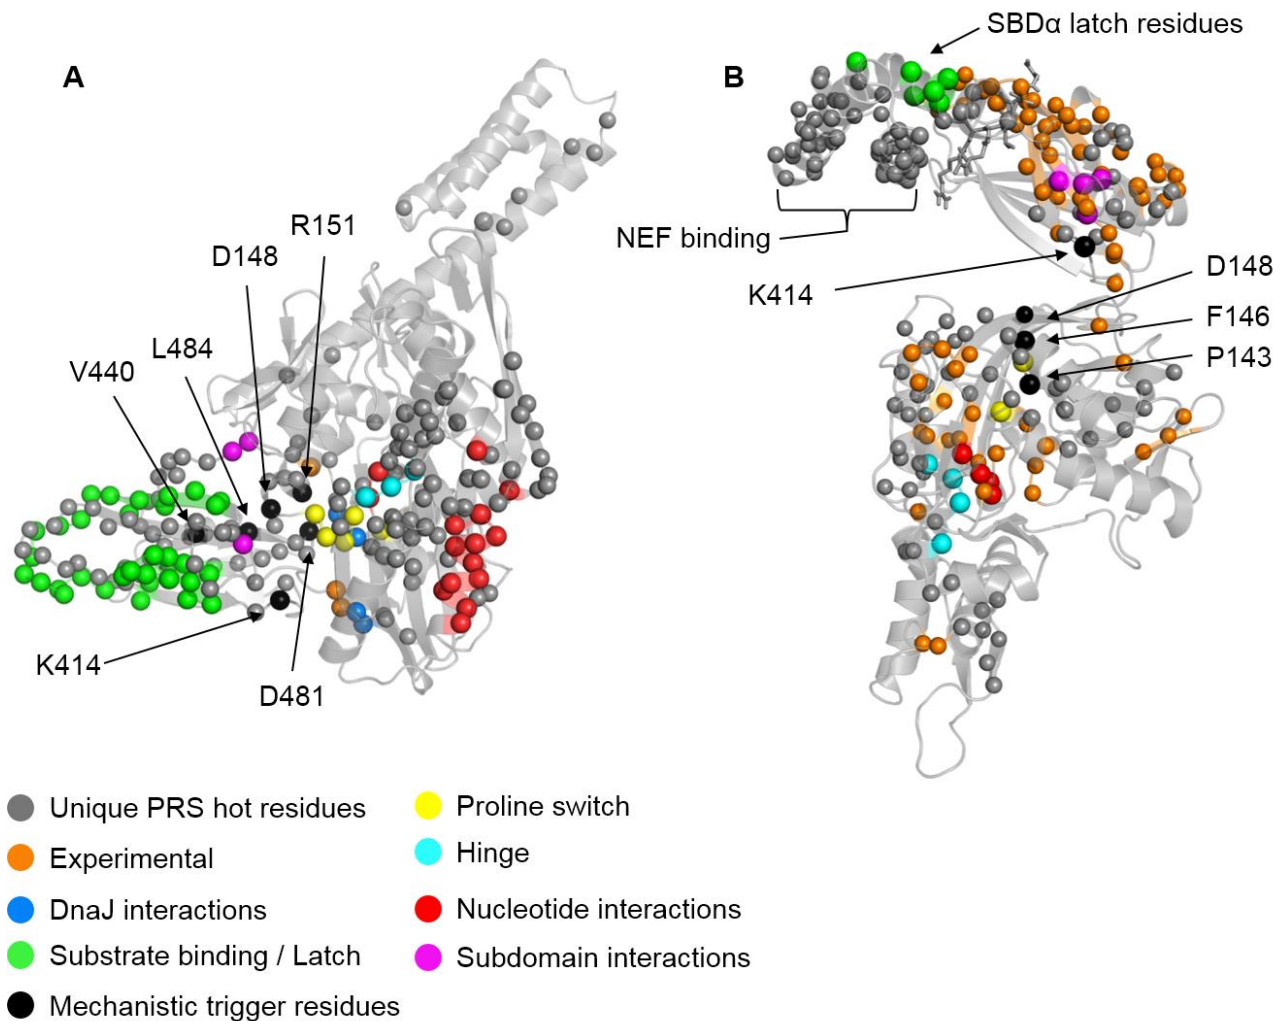 A
B
SBDα latch residues
R151
D148
L484
V440
K414
D481
NEF binding
K414
D148
F146
P143
Unique PRS hot residues
Experimental
DnaJ interactions
Substrate binding / Latch
Mechanistic trigger residues
Proline switch
Hinge
Nucleotide interactions
Subdomain interactions